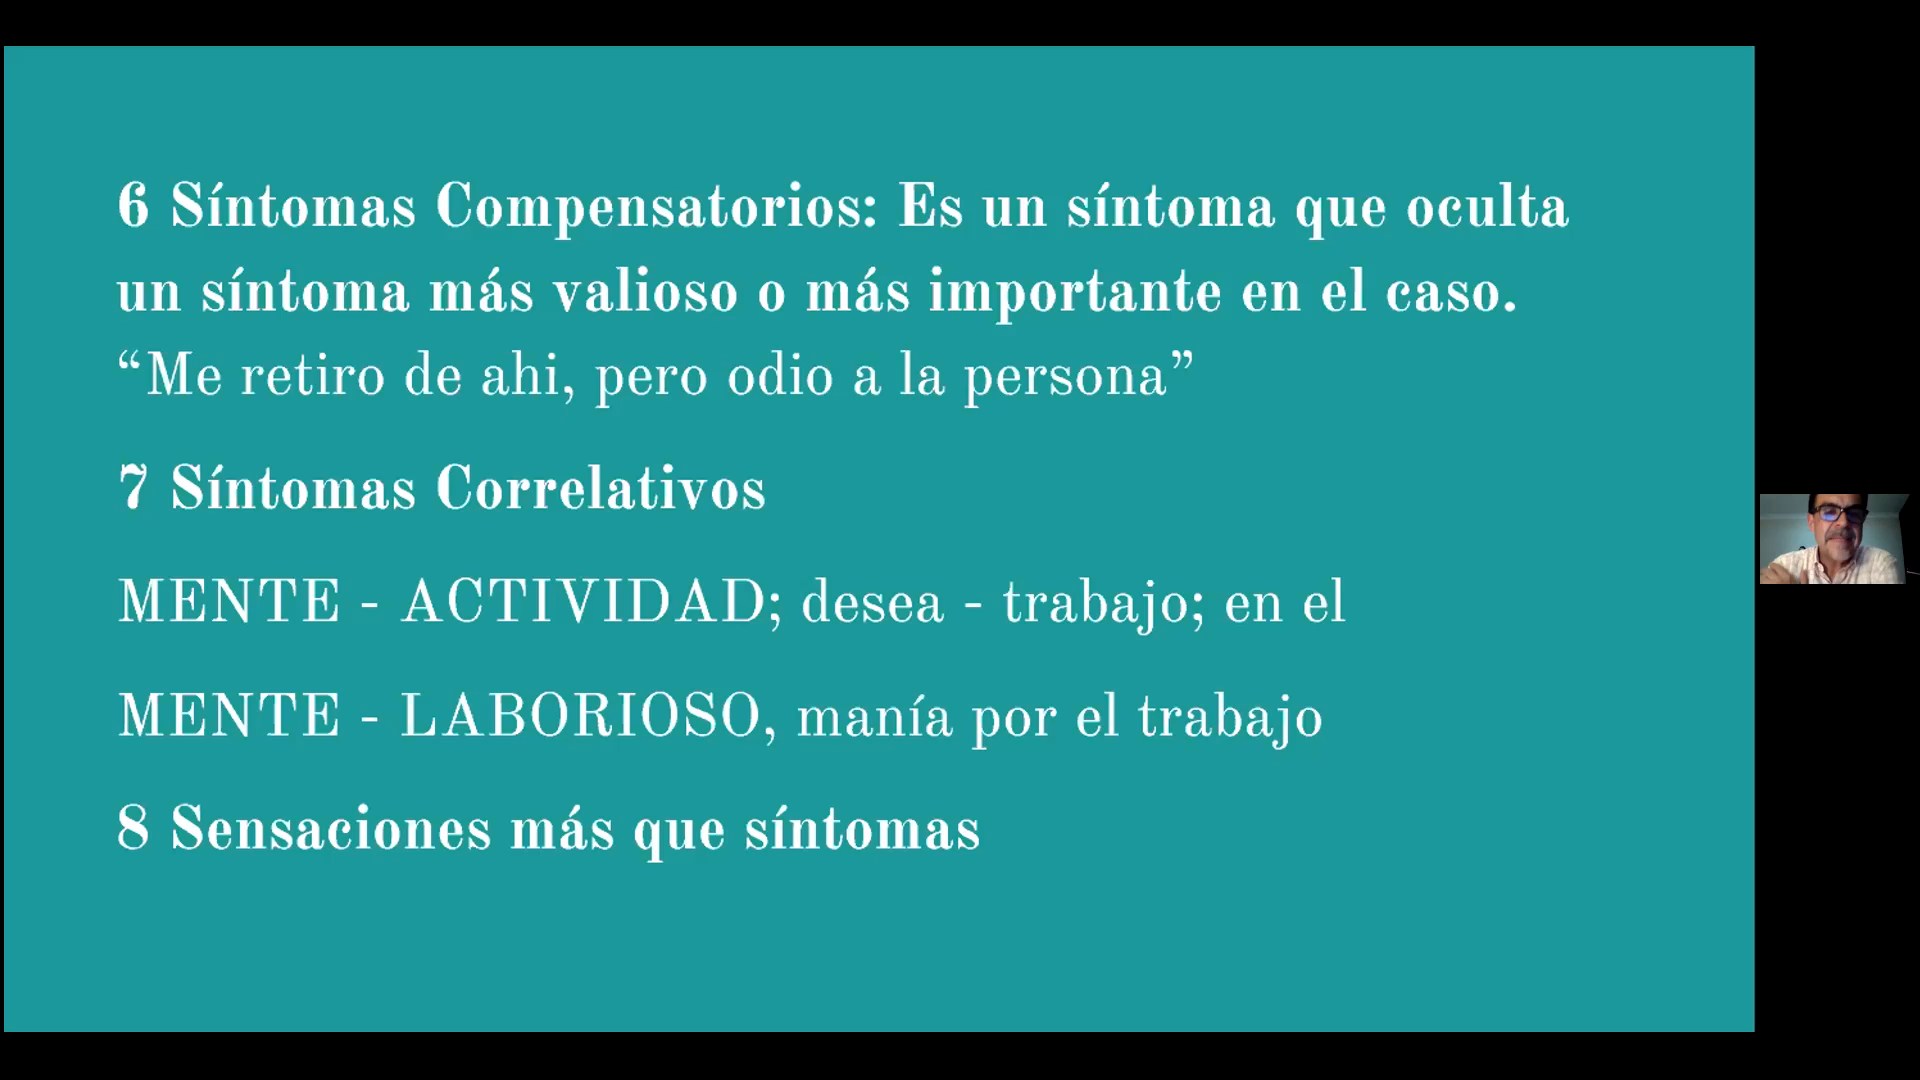 6 Síntomas Compensatorios: Es un síntoma que oculta
un síntoma más valioso o más importante en el caso.
“Me retiro de ahi, pero odio a la persona”
7 Síntomas Correlativos
MENTE - ACTIVIDAD; desea - trabajo; en el
MENTE - LABORIOSO, manía por el trabajo
8 Sensaciones más que síntomas